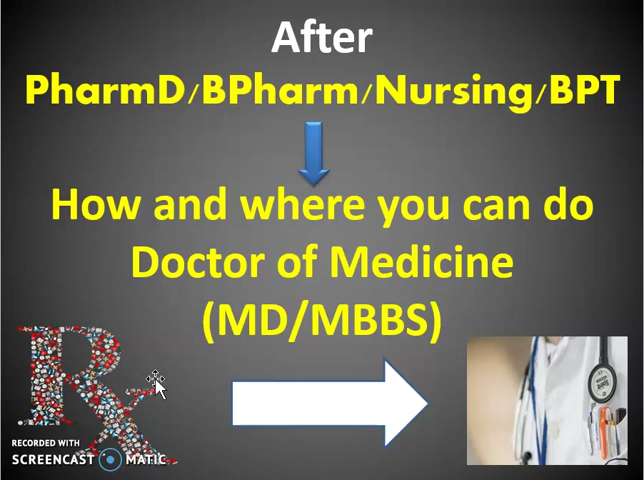 After
PharmD/BPharm/Nursing/BPT
How and where you can do
Doctor of Medicine
(MD/MBBS)
Rx
RECORDED WITH
SCREENCAST MATIC